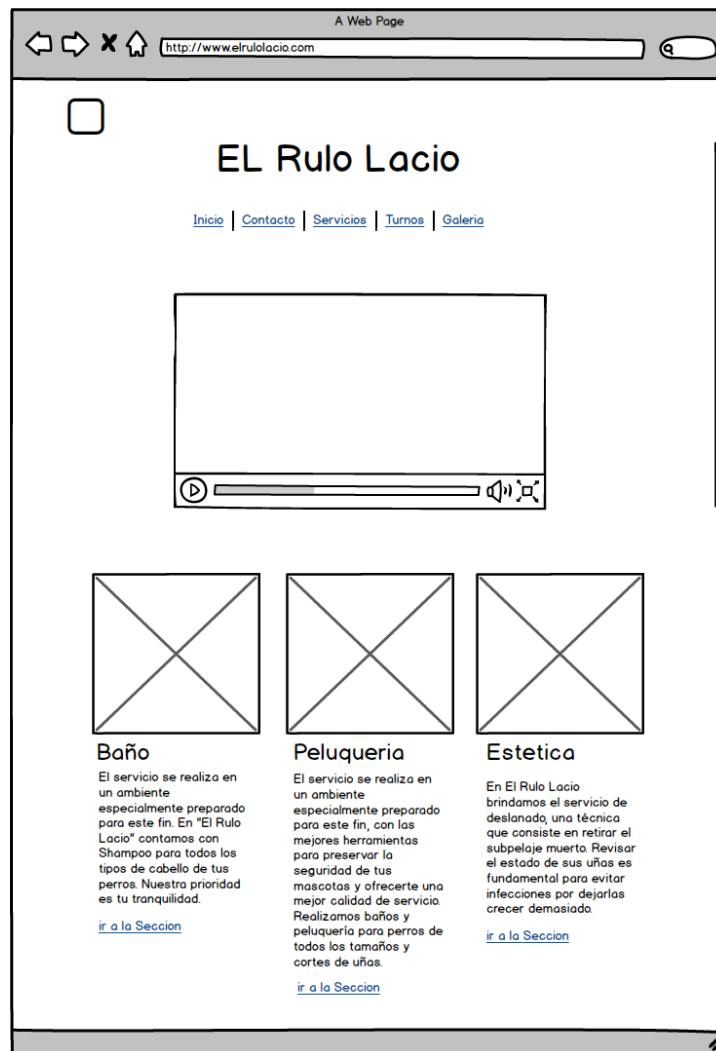 A Web Page
http://www.elrulolacio.com
EL Rulo Lacio
Inicio | Contacto | Servicios | Turnos | Galeria
Baño
El servicio se realiza en
un ambiente
especialmente preparado
para este fin. En "El Rulo
Lacio" contamos con
Shampoo para todos los
tipos de cabello de tus
perros. Nuestra prioridad
es tu tranquilidad.
ir a la Seccion
Peluqueria
El servicio se realiza en
un ambiente
especialmente preparado
para este fin, con las
mejores herramientas
para preservar la
seguridad de tus
mascotas y ofrecerte una
mejor calidad de servicio.
Realizamos baños y
peluquería para perros de
todos los tamaños y
cortes de uñas.
ir a la Seccion
Estetica
En El Rulo Lacio
brindamos el servicio de
deslanado, una técnica
que consiste en retirar el
subpelaje muerto. Revisar
el estado de sus uñas es
fundamental para evitar
infecciones por dejarlas
crecer demasiado.
ir a la Seccion